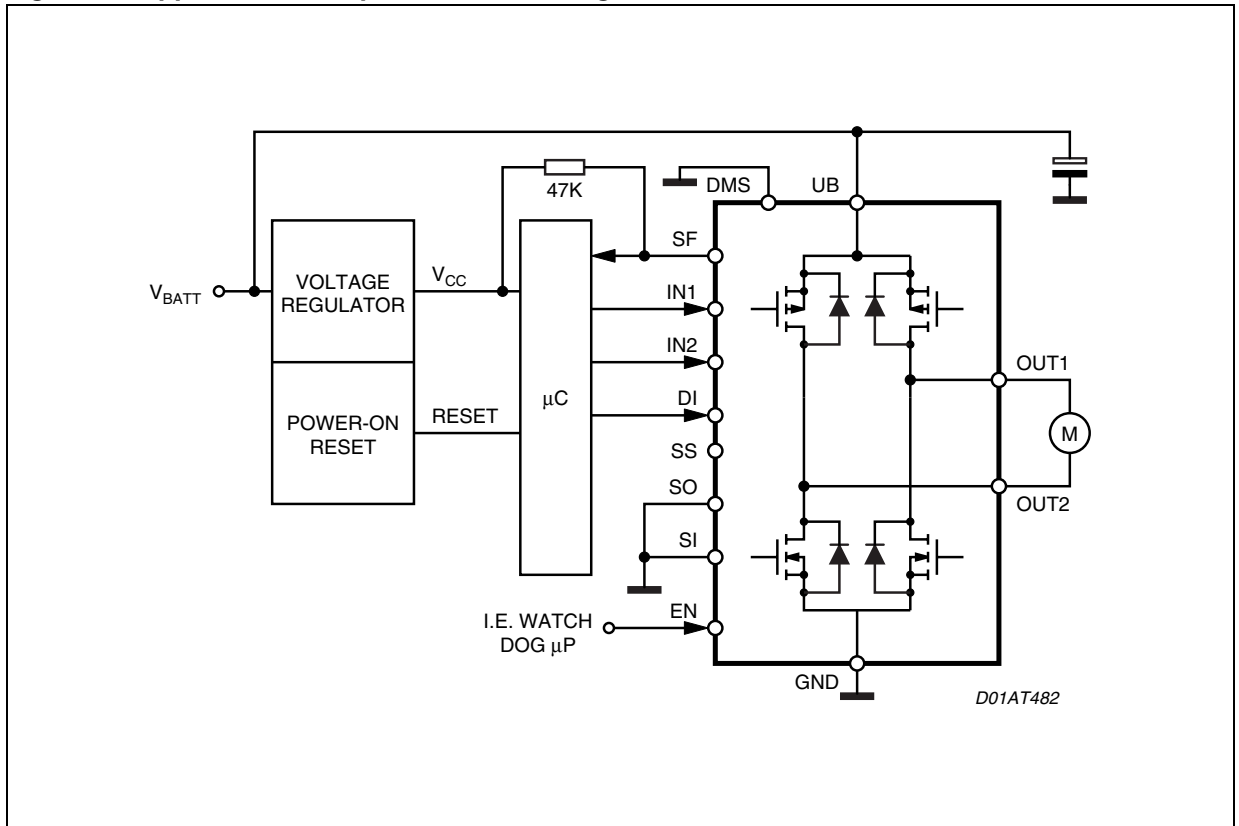 47K
DMS
UB
SF
V_BATT
VOLTAGE
REGULATOR
V_CC
IN1
IN2
μC
DI
POWER-ON
RESET
RESET
SS
SO
SI
EN
I.E. WATCH
DOG μP
GND
OUT1
M
OUT2
D01AT482